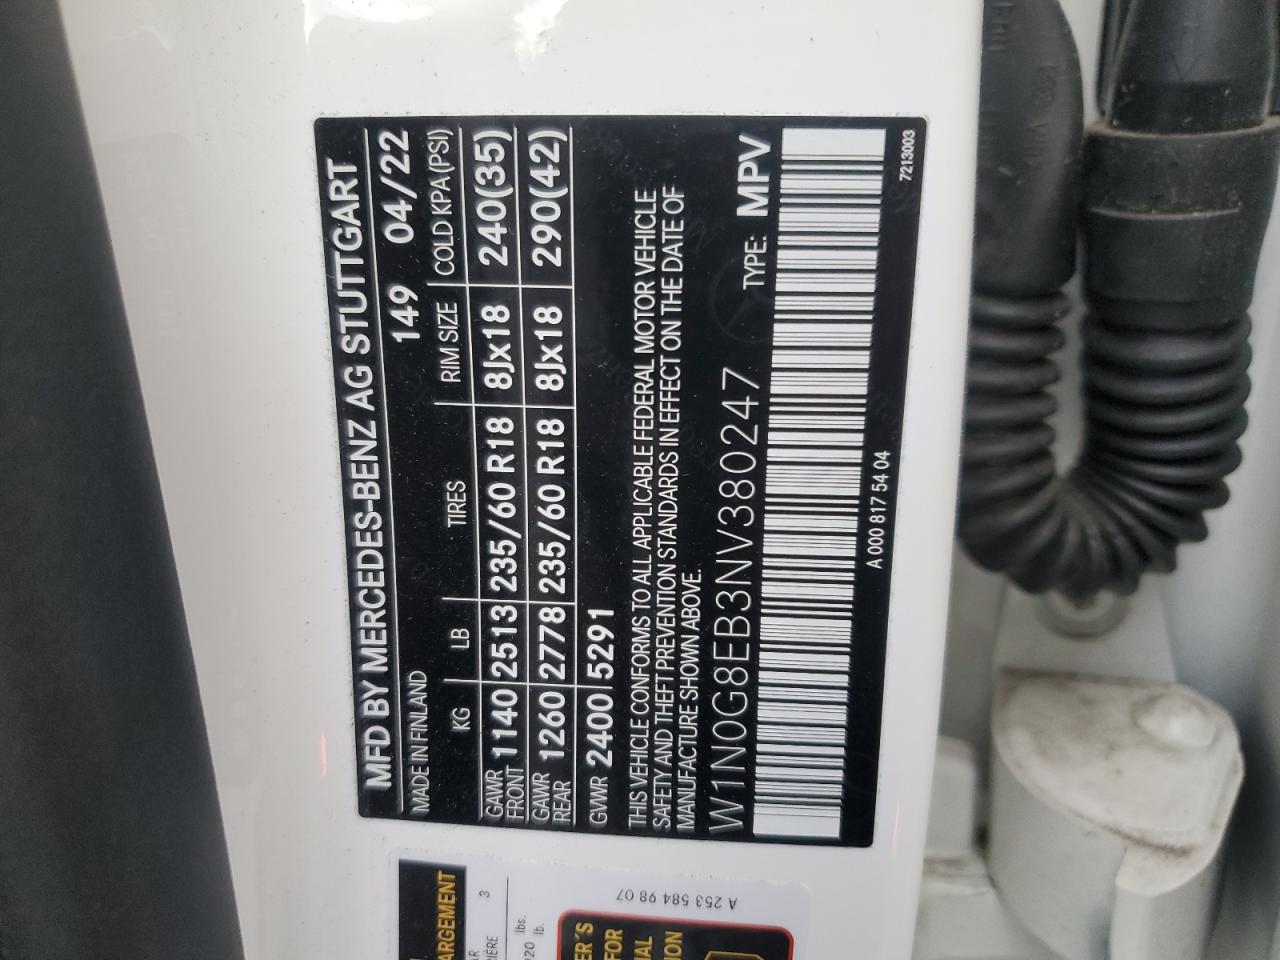 MFD BY MERCEDES-BENZ AG STUTTGART
MADE IN FINLAND 149 04/22
KG LB TIRES RIM SIZE COLD KPA(PSI)
GAWR FRONT 1140 2513 235/60 R18 8Jx18 240(35)
GAWR REAR 1260 2778 235/60 R18 8Jx18 290(42)
GVWR 2400 5291
THIS VEHICLE CONFORMS TO ALL APPLICABLE FEDERAL MOTOR VEHICLE
SAFETY AND THEFT PREVENTION STANDARDS IN EFFECT ON THE DATE OF
MANUFACTURE SHOWN ABOVE.
W1N0G8EB3NV380247 TYPE: MPV
A 000 817 54 04 7213003
3
lbs.
lb.
A 253 584 98 07
FOR